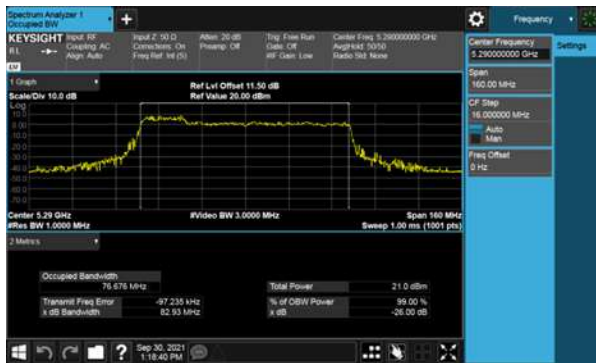 Spectrum Analyzer 1
Occupied BW
+
Frequency
KEYSIGHT
Input: RF
Input Z: 50 Ω
Atten: 20 dB
Trig: Free Run
Center Freq: 5.290000000 GHz
RL
Coupling: AC
Corrections: On
Preamp: Off
Gate: Off
Avg|Hold: 50/50
Align: Auto
Freq Ref: Int (S)
#IF Gain: Low
Radio Std: None
Center Frequency
5.290000000 GHz
Settings
Span
160.00 MHz
CF Step
16.000000 MHz
Auto
Man
Freq Offset
0 Hz
1 Graph
Ref Lvl Offset 11.50 dB
Scale/Div 10.0 dB
Ref Value 20.00 dBm
Log
10.0
0.00
-10.0
-20.0
-30.0
-40.0
-50.0
-60.0
-70.0
Center 5.29 GHz
#Video BW 3.0000 MHz
Span 160 MHz
#Res BW 1.0000 MHz
Sweep 1.00 ms (1001 pts)
2 Metrics
Occupied Bandwidth
76.676 MHz
Total Power
21.0 dBm
Transmit Freq Error
-97.235 kHz
% of OBW Power
99.00 %
x dB Bandwidth
82.93 MHz
x dB
-26.00 dB
?
Sep 30, 2021
1:18:40 PM